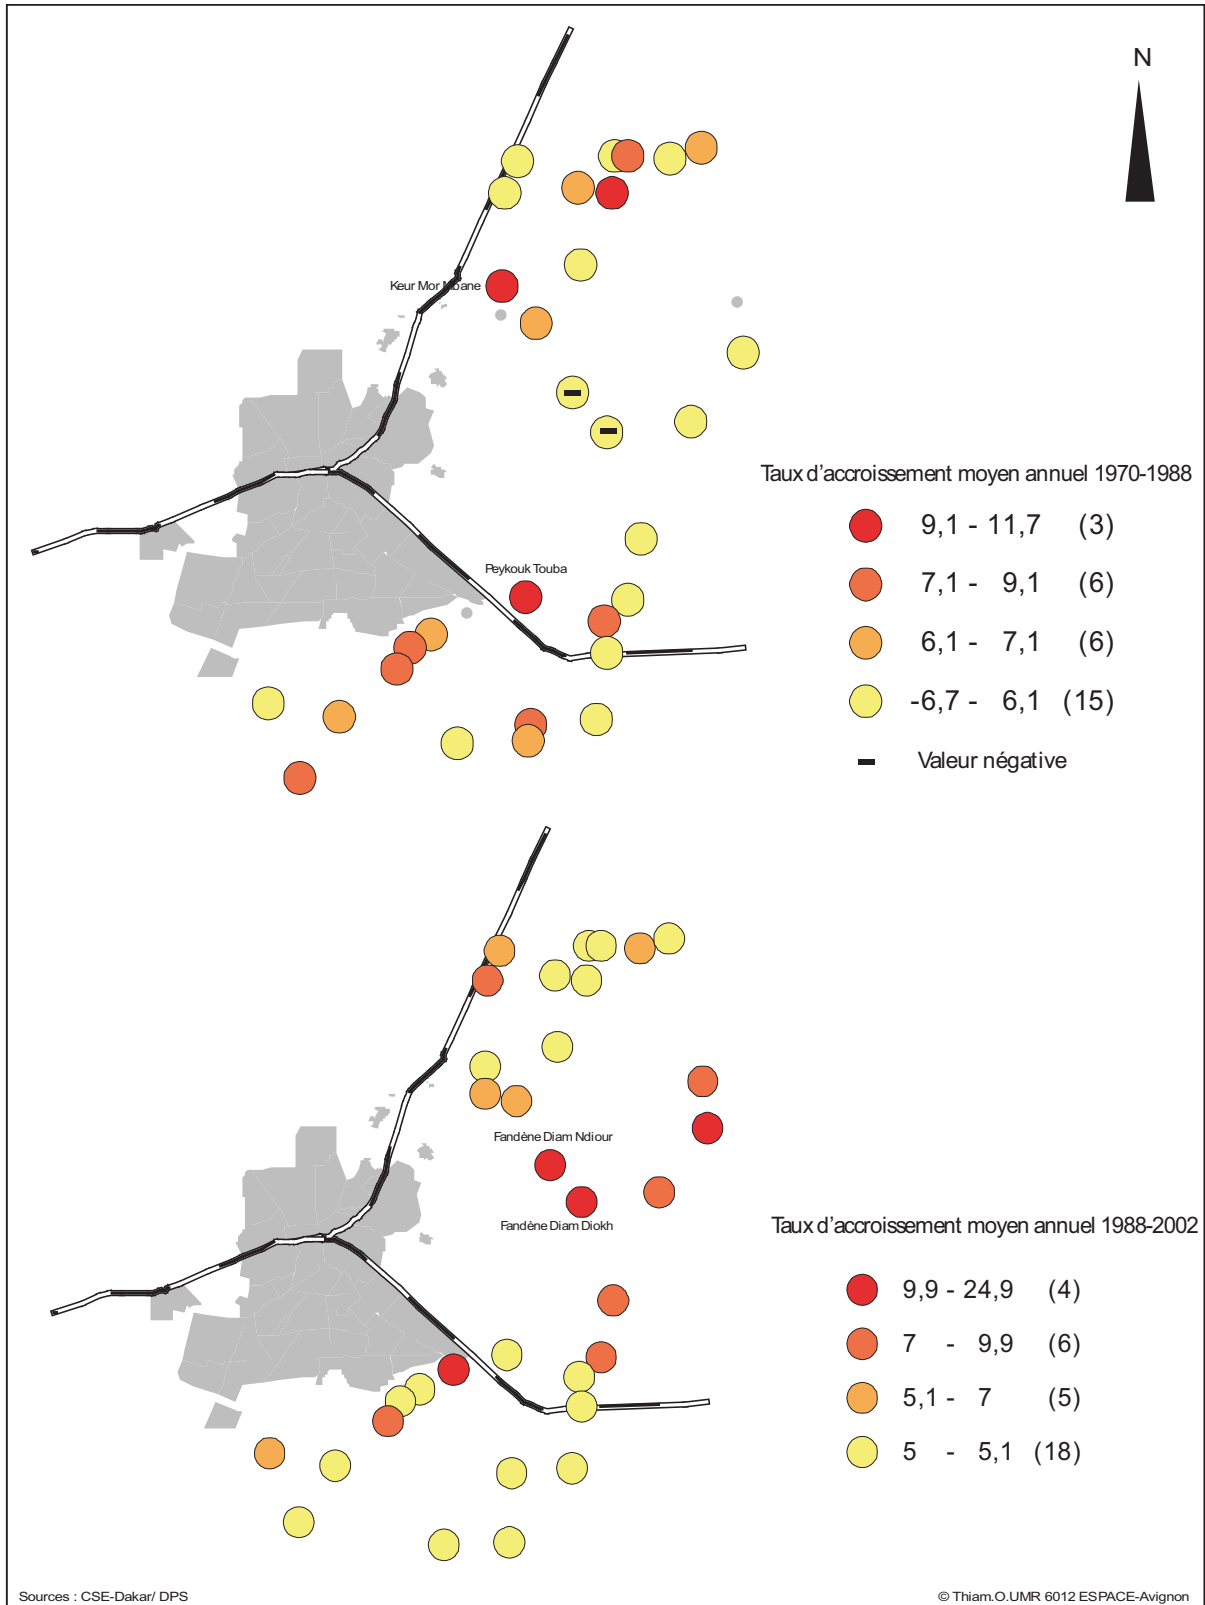 N
Keur Mor Mbane
Taux d'accroissement moyen annuel 1970-1988
9,1 - 11,7 (3)
Peykouk Touba
7,1 - 9,1 (6)
6,1 - 7,1 (6)
-6,7 - 6,1 (15)
Valeur négative
Fandène Diam Ndiour
Fandène Diam Diokh
Taux d'accroissement moyen annuel 1988-2002
9,9 - 24,9 (4)
7 - 9,9 (6)
5,1 - 7 (5)
5 - 5,1 (18)
Sources : CSE-Dakar/ DPS
© Thiam.O.UMR 6012 ESPACE-Avignon